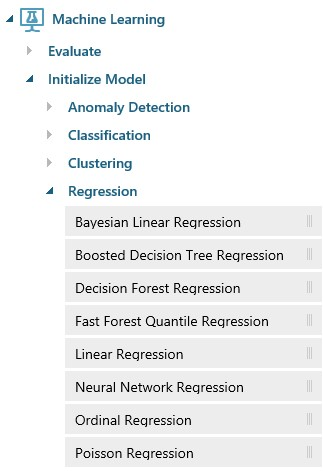 Machine Learning
Evaluate
Initialize Model
Anomaly Detection
Classification
Clustering
Regression
Bayesian Linear Regression
Boosted Decision Tree Regression
Decision Forest Regression
Fast Forest Quantile Regression
Linear Regression
Neural Network Regression
Ordinal Regression
Poisson Regression